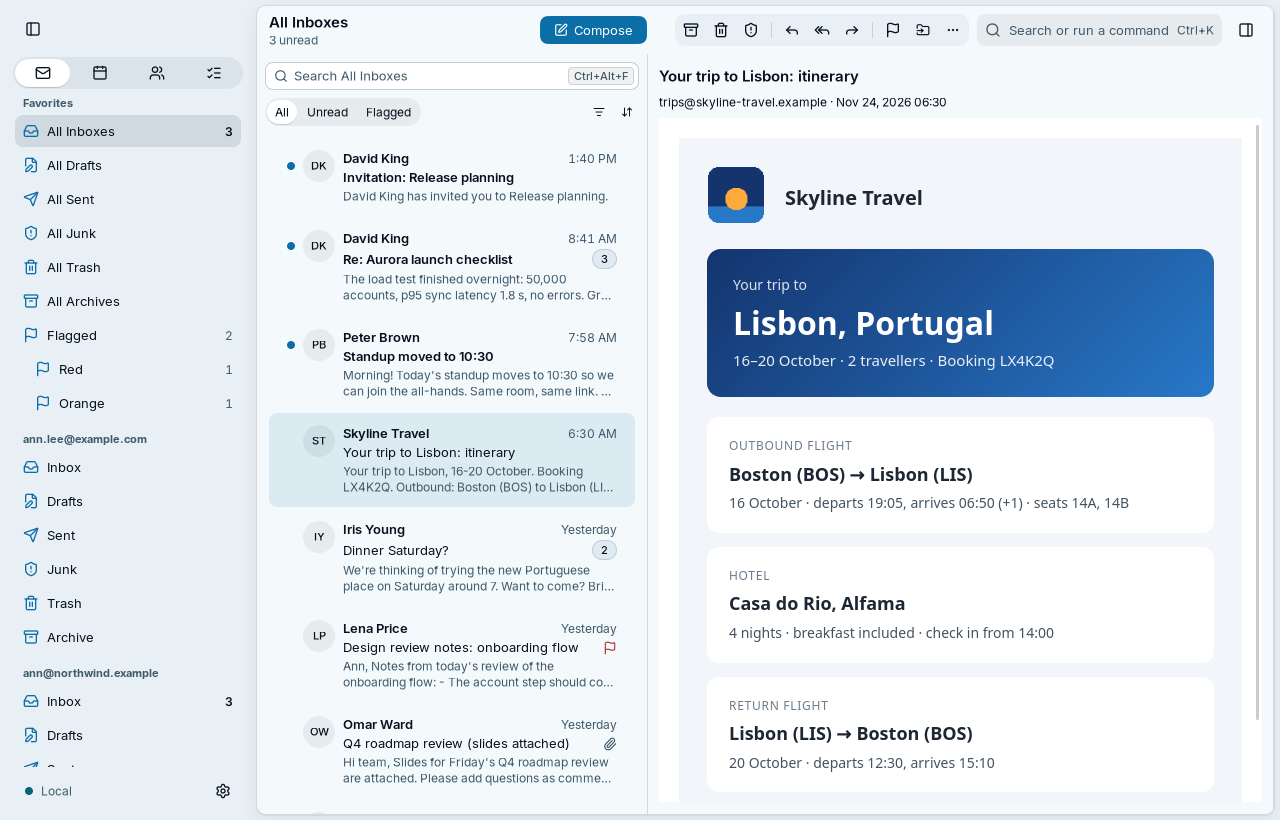 All Inboxes
3 unread
Compose
Search or run a command Ctrl+K
Favorites
All Inboxes 3
All Drafts
All Sent
All Junk
All Trash
All Archives
Flagged 2
Red 1
Orange 1
ann.lee@example.com
Inbox
Drafts
Sent
Junk
Trash
Archive
ann@northwind.example
Inbox 3
Drafts
Local
Search All Inboxes Ctrl+Alt+F
All Unread Flagged
DK
David King 1:40 PM
Invitation: Release planning
David King has invited you to Release planning.
DK
David King 8:41 AM
Re: Aurora launch checklist 3
The load test finished overnight: 50,000
accounts, p95 sync latency 1.8 s, no errors. Gr...
PB
Peter Brown 7:58 AM
Standup moved to 10:30
Morning! Today's standup moves to 10:30 so we
can join the all-hands. Same room, same link. ...
ST
Skyline Travel 6:30 AM
Your trip to Lisbon: itinerary
Your trip to Lisbon, 16-20 October. Booking
LX4K2Q. Outbound: Boston (BOS) to Lisbon (LI...
IY
Iris Young Yesterday
Dinner Saturday? 2
We're thinking of trying the new Portuguese
place on Saturday around 7. Want to come? Bri...
LP
Lena Price Yesterday
Design review notes: onboarding flow
Ann, Notes from today's review of the
onboarding flow: - The account step should co...
OW
Omar Ward Yesterday
Q4 roadmap review (slides attached)
Hi team, Slides for Friday's Q4 roadmap review
are attached. Please add questions as comme...
Your trip to Lisbon: itinerary
trips@skyline-travel.example · Nov 24, 2026 06:30
Skyline Travel
Your trip to
Lisbon, Portugal
16–20 October · 2 travellers · Booking LX4K2Q
OUTBOUND FLIGHT
Boston (BOS) → Lisbon (LIS)
16 October · departs 19:05, arrives 06:50 (+1) · seats 14A, 14B
HOTEL
Casa do Rio, Alfama
4 nights · breakfast included · check in from 14:00
RETURN FLIGHT
Lisbon (LIS) → Boston (BOS)
20 October · departs 12:30, arrives 15:10